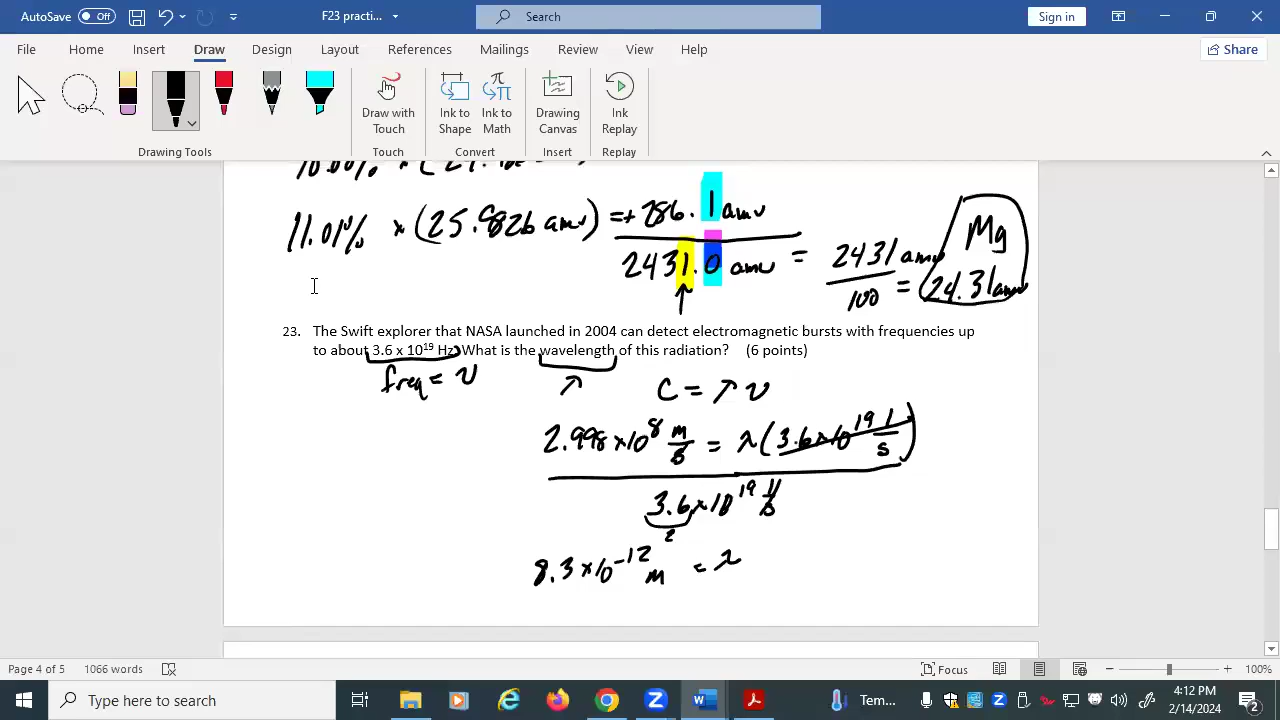 AutoSave Off F23 practi... Search Sign in
File Home Insert Draw Design Layout References Mailings Review View Help Share
Draw with Touch Ink to Shape Ink to Math Drawing Canvas Ink Replay
Drawing Tools Touch Convert Insert Replay
11.01% × (25.9826 amu) = + 286.1 amu
2431.0 amu = 2431 amu / 100 = 24.31 amu
Mg
23. The Swift explorer that NASA launched in 2004 can detect electromagnetic bursts with frequencies up
to about 3.6 x 10¹⁹ Hz. What is the wavelength of this radiation? (6 points)
freq = ν λ C = λ ν
2.998 × 10⁸ m/s = λ (3.6 × 10¹⁹ 1/s)
3.6 × 10¹⁹ 1/s
2
8.3 × 10⁻¹² m = λ
Page 4 of 5 1066 words Focus 100%
Type here to search Tem... 4:12 PM
2/14/2024 2